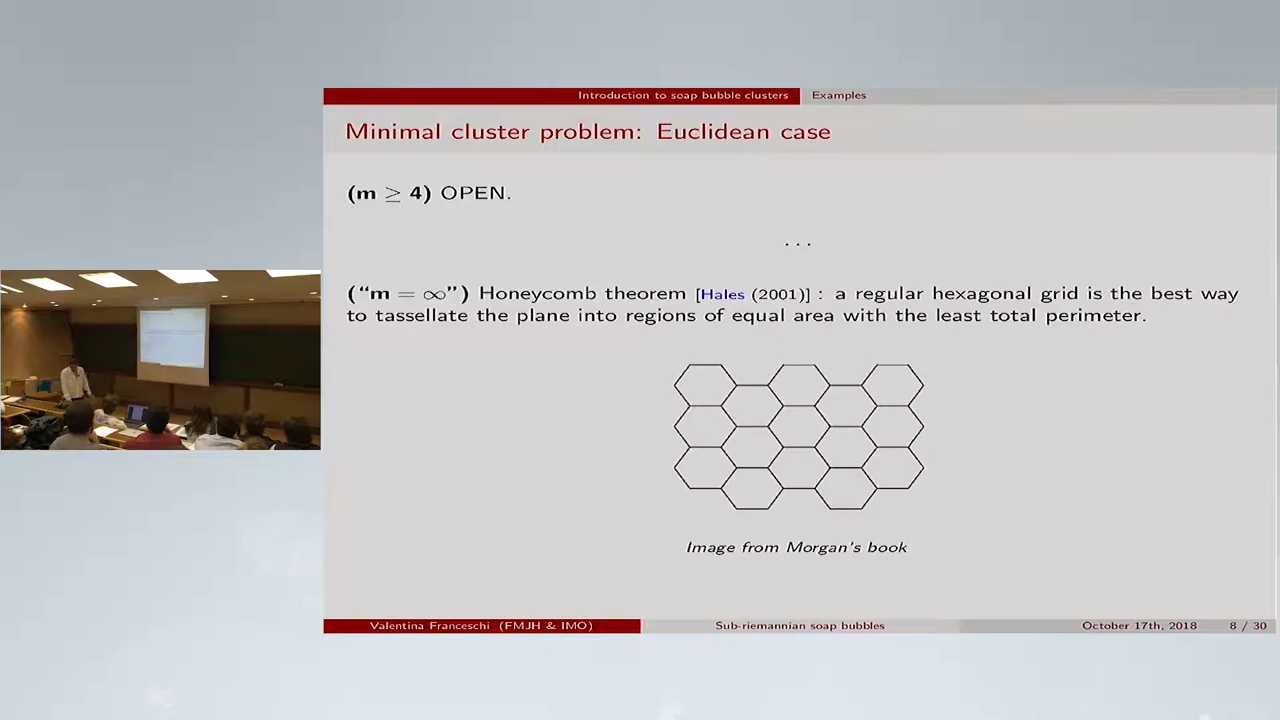 Introduction to soap bubble clusters Examples
Minimal cluster problem: Euclidean case
(m ≥ 4) OPEN.
...
("m = ∞") Honeycomb theorem [Hales (2001)] : a regular hexagonal grid is the best way
to tassellate the plane into regions of equal area with the least total perimeter.
Image from Morgan's book
Valentina Franceschi (FMJH & IMO) Sub-riemannian soap bubbles October 17th, 2018 8 / 30